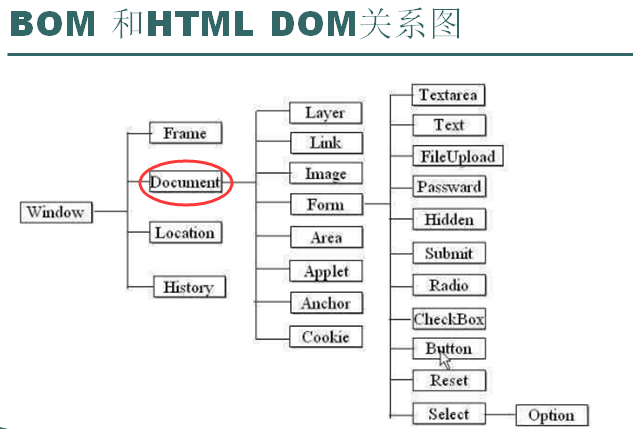 BOM 和HTML DOM关系图
Window
Frame
Document
Location
History
Layer
Link
Image
Form
Area
Applet
Anchor
Cookie
Textarea
Text
FileUpload
Passward
Hidden
Submit
Radio
CheckBox
Button
Reset
Select
Option